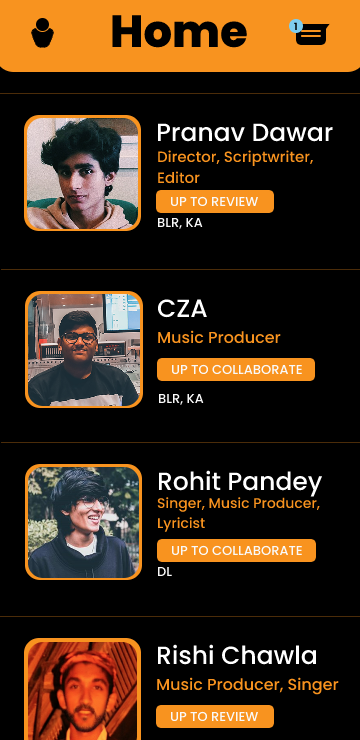 Home
1
Pranav Dawar
Director, Scriptwriter,
Editor
UP TO REVIEW
BLR, KA
CZA
Music Producer
UP TO COLLABORATE
BLR, KA
Rohit Pandey
Singer, Music Producer,
Lyricist
UP TO COLLABORATE
DL
Rishi Chawla
Music Producer, Singer
UP TO REVIEW